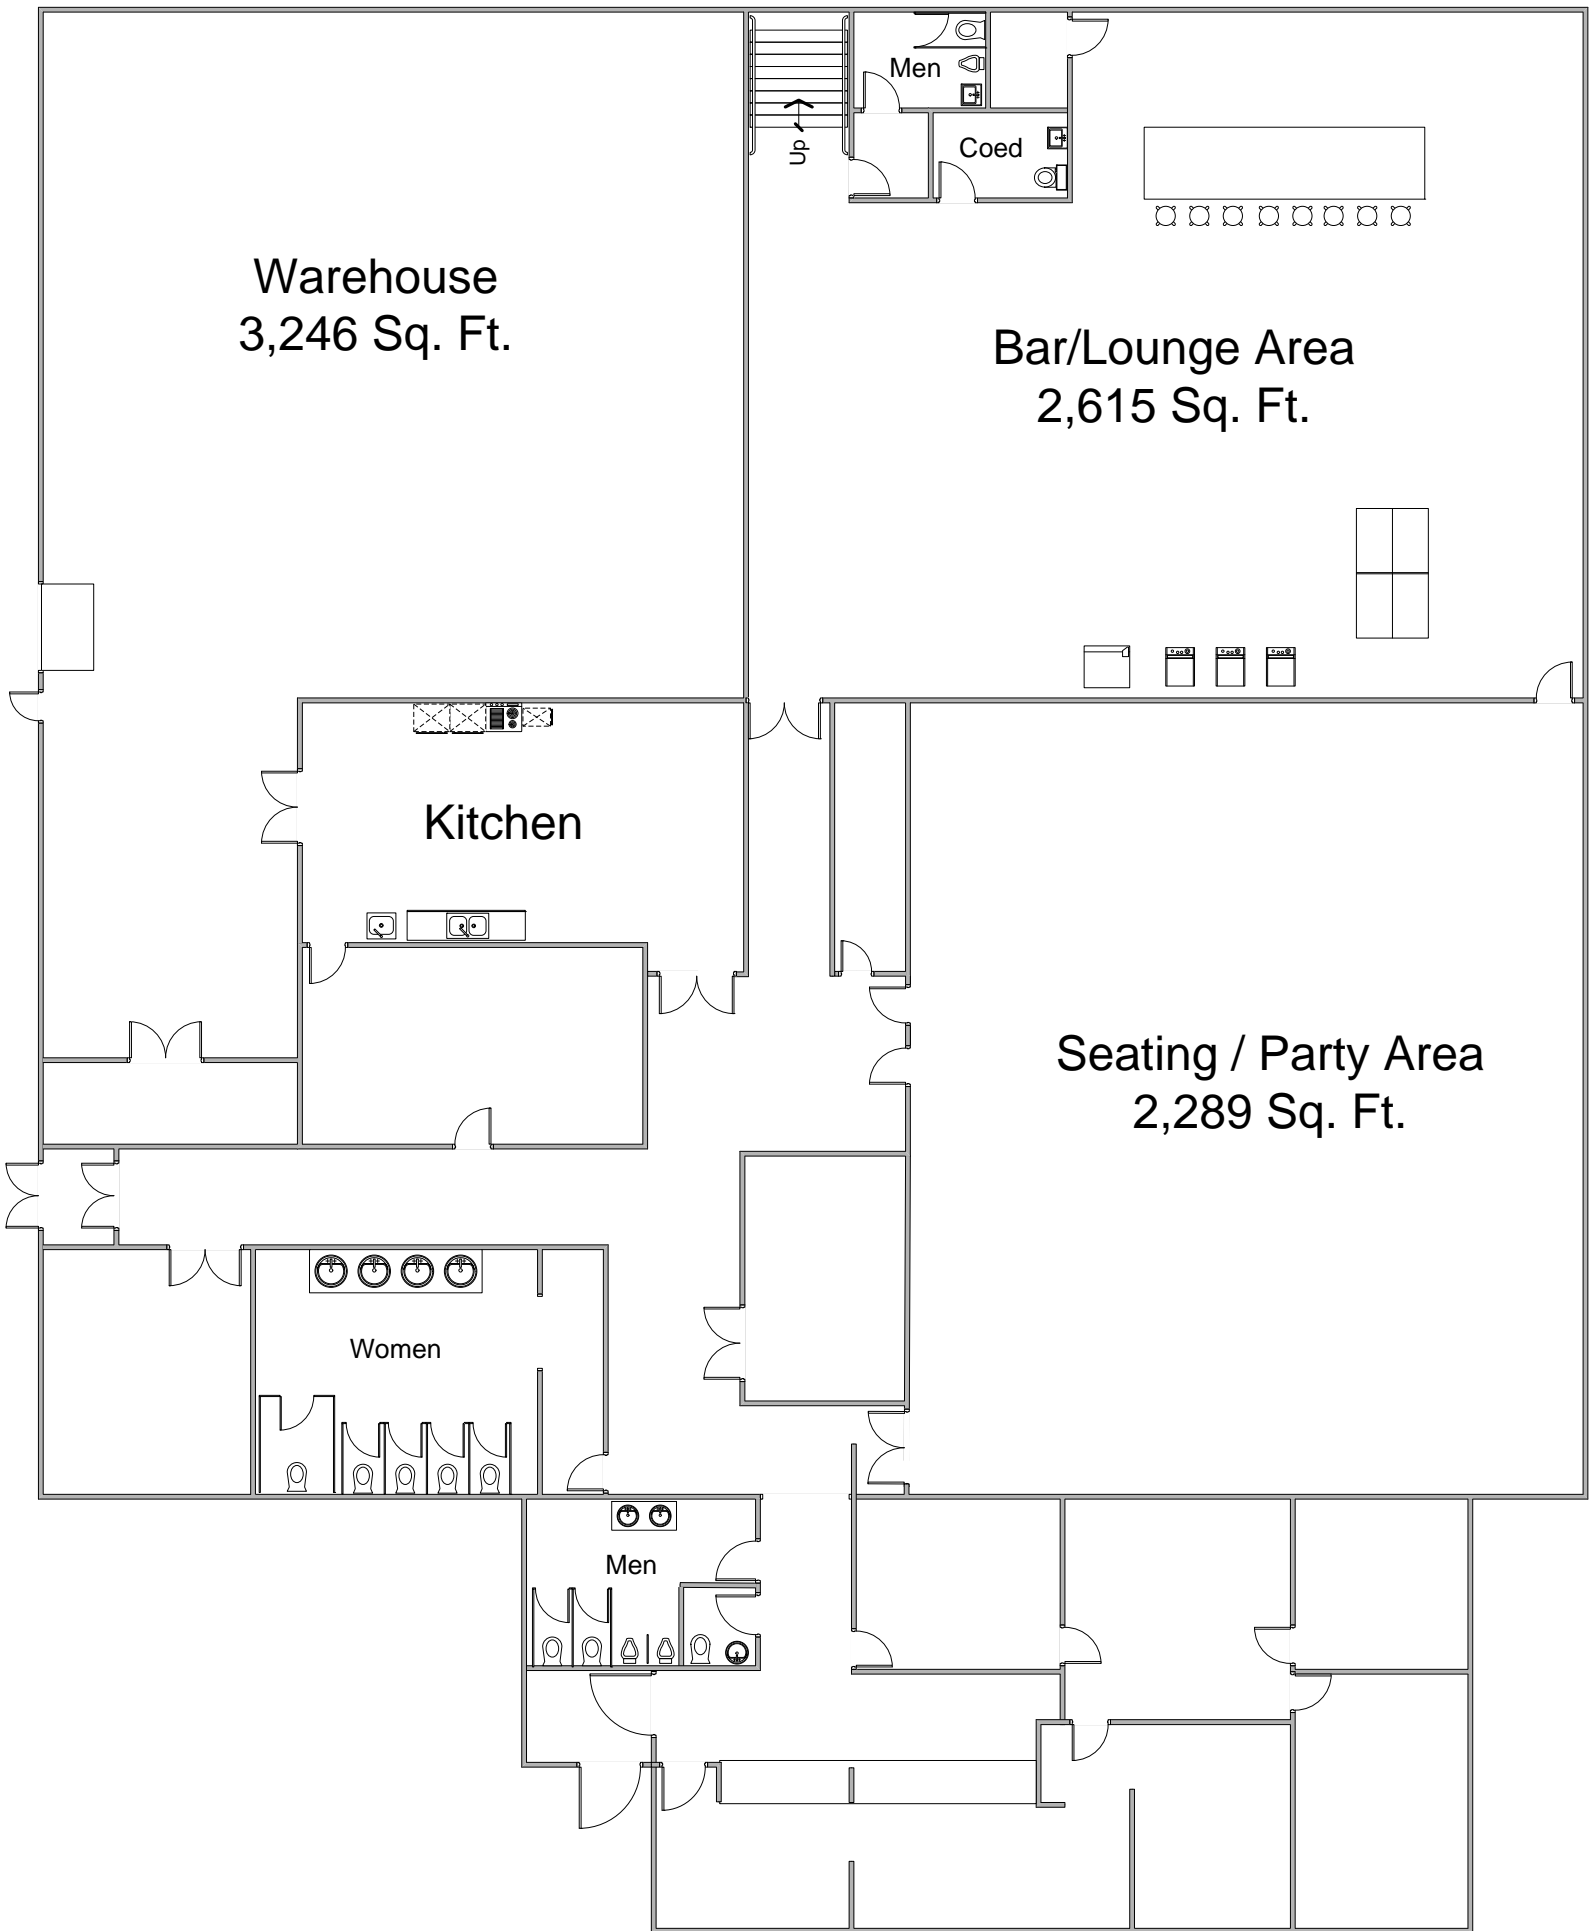 Men
Coed
Up
Warehouse
3,246 Sq. Ft.
Bar/Lounge Area
2,615 Sq. Ft.
Kitchen
Seating / Party Area
2,289 Sq. Ft.
Women
Men